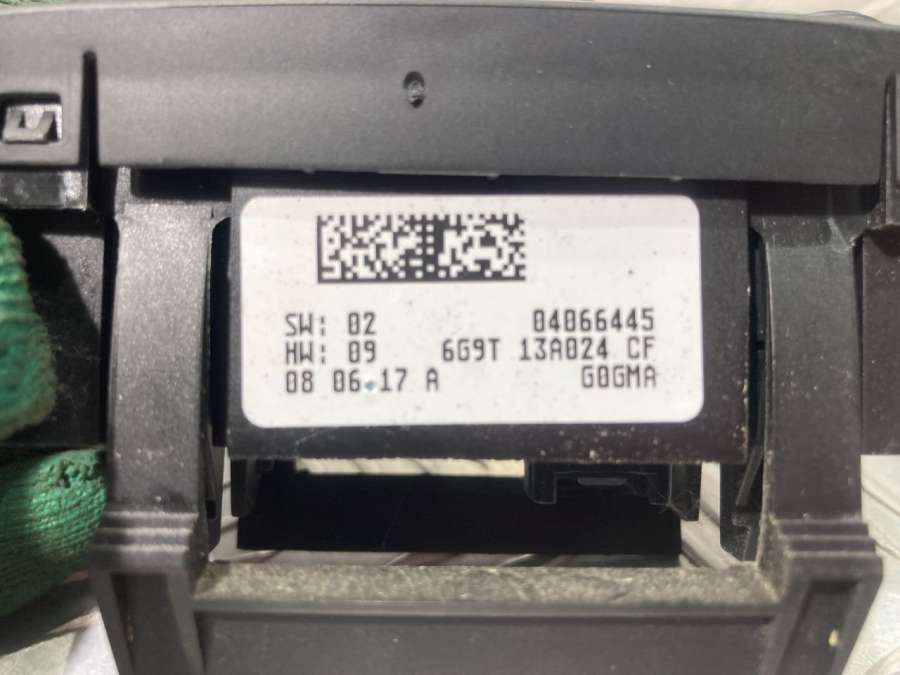 SW: 02 04066445
HW: 09 6G9T 13A024 CF
08 06.17 A G0GMA